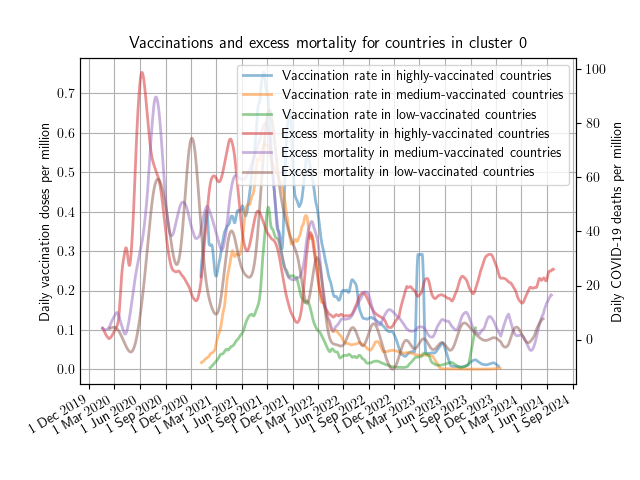 Vaccinations and excess mortality for countries in cluster 0
Vaccination rate in highly-vaccinated countries
Vaccination rate in medium-vaccinated countries
Vaccination rate in low-vaccinated countries
Excess mortality in highly-vaccinated countries
Excess mortality in medium-vaccinated countries
Excess mortality in low-vaccinated countries
Daily vaccination doses per million
0.7
0.6
0.5
0.4
0.3
0.2
0.1
0.0
Daily COVID-19 deaths per million
100
80
60
40
20
0
1 Dec 2019
1 Mar 2020
1 Jun 2020
1 Sep 2020
1 Dec 2020
1 Mar 2021
1 Jun 2021
1 Sep 2021
1 Dec 2021
1 Mar 2022
1 Jun 2022
1 Sep 2022
1 Dec 2022
1 Mar 2023
1 Jun 2023
1 Sep 2023
1 Dec 2023
1 Mar 2024
1 Jun 2024
1 Sep 2024